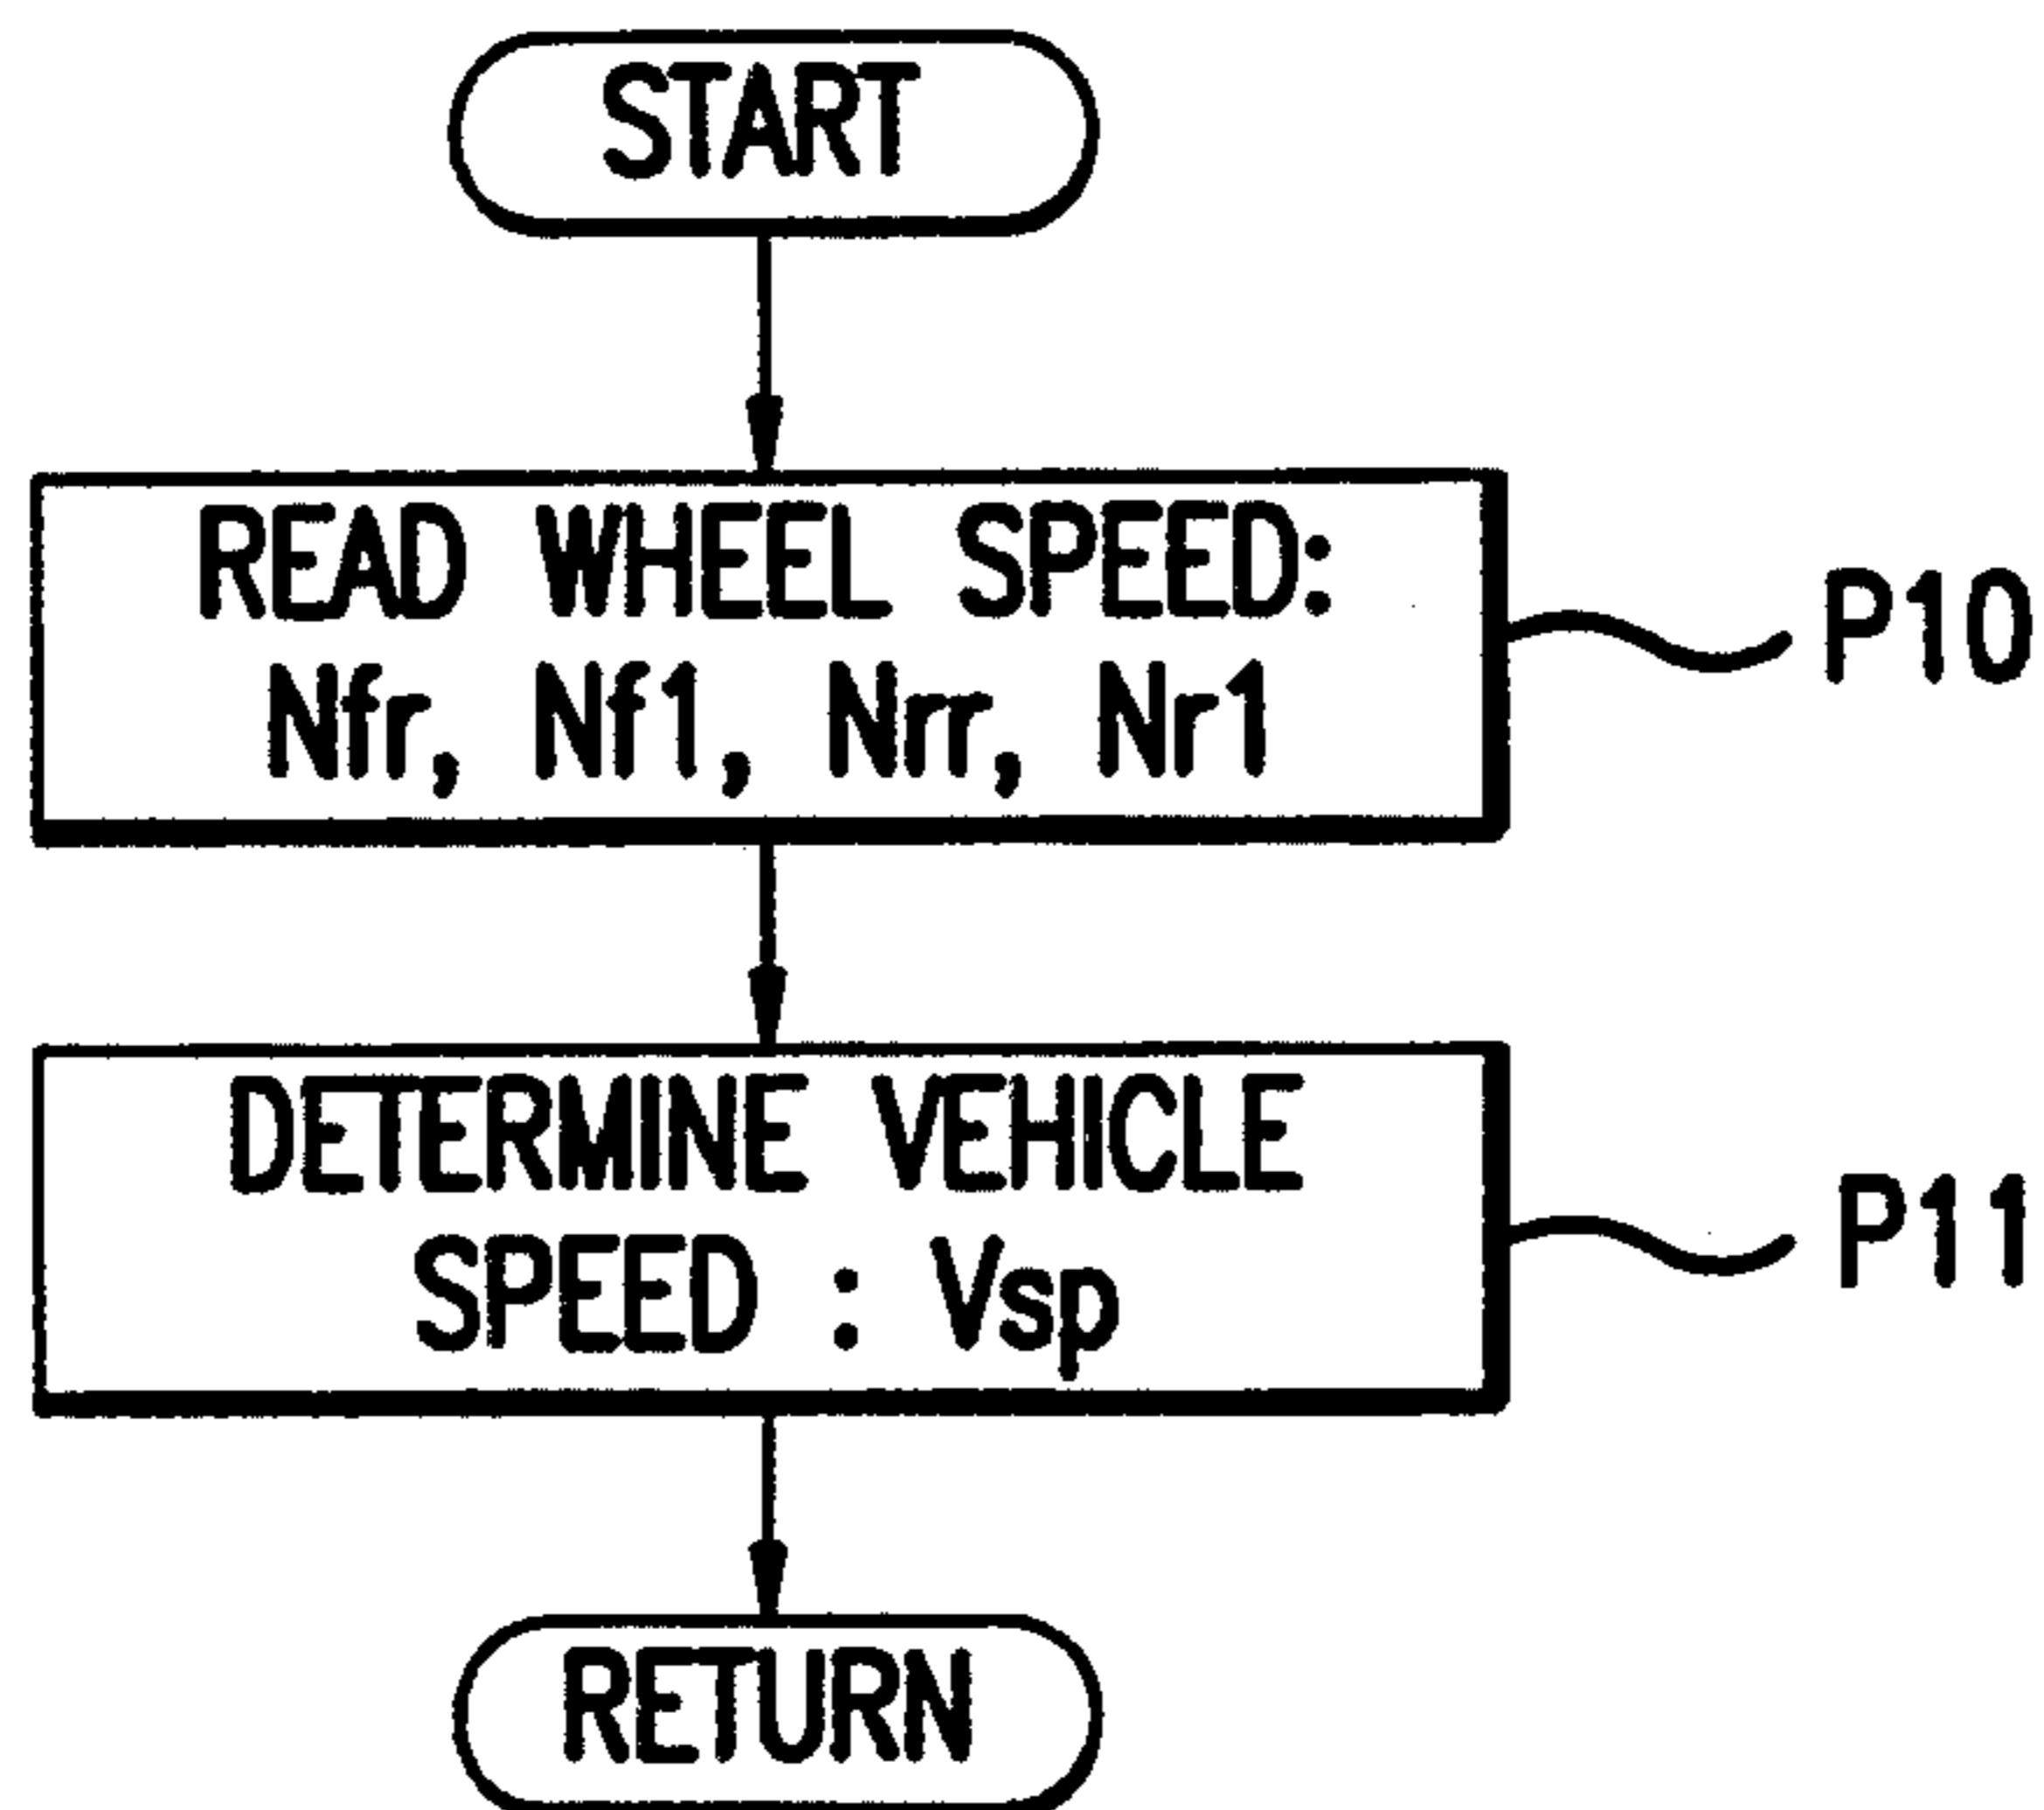 START
READ WHEEL SPEED:
Nfr, Nf1, Nrr, Nr1
P10
DETERMINE VEHICLE
SPEED : Vsp
P11
RETURN